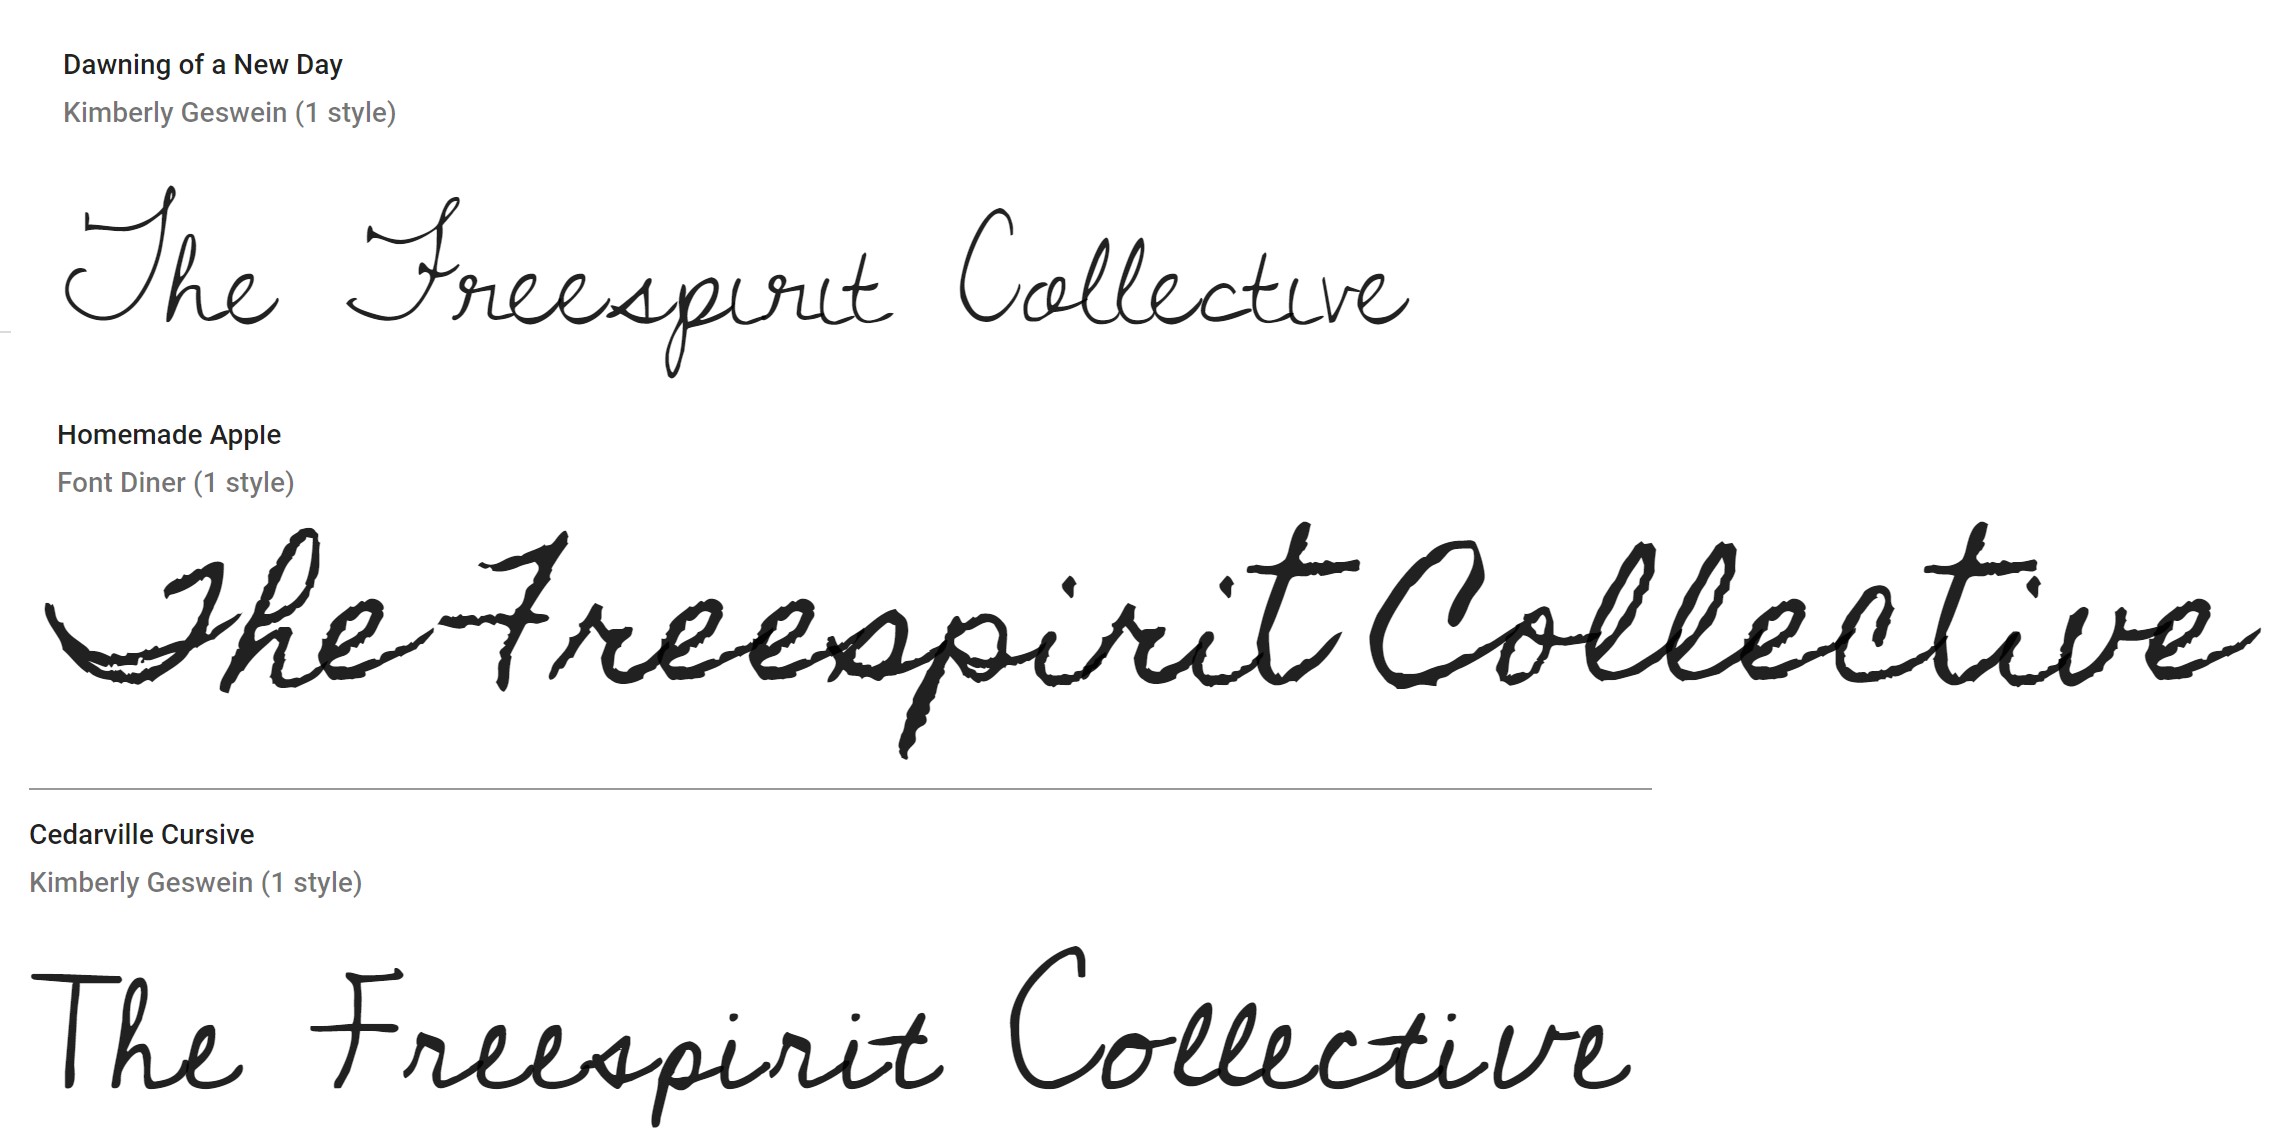 Dawning of a New Day
Kimberly Geswein (1 style)
The Freespirit Collective
Homemade Apple
Font Diner (1 style)
The Freespirit Collective
Cedarville Cursive
Kimberly Geswein (1 style)
The Freespirit Collective